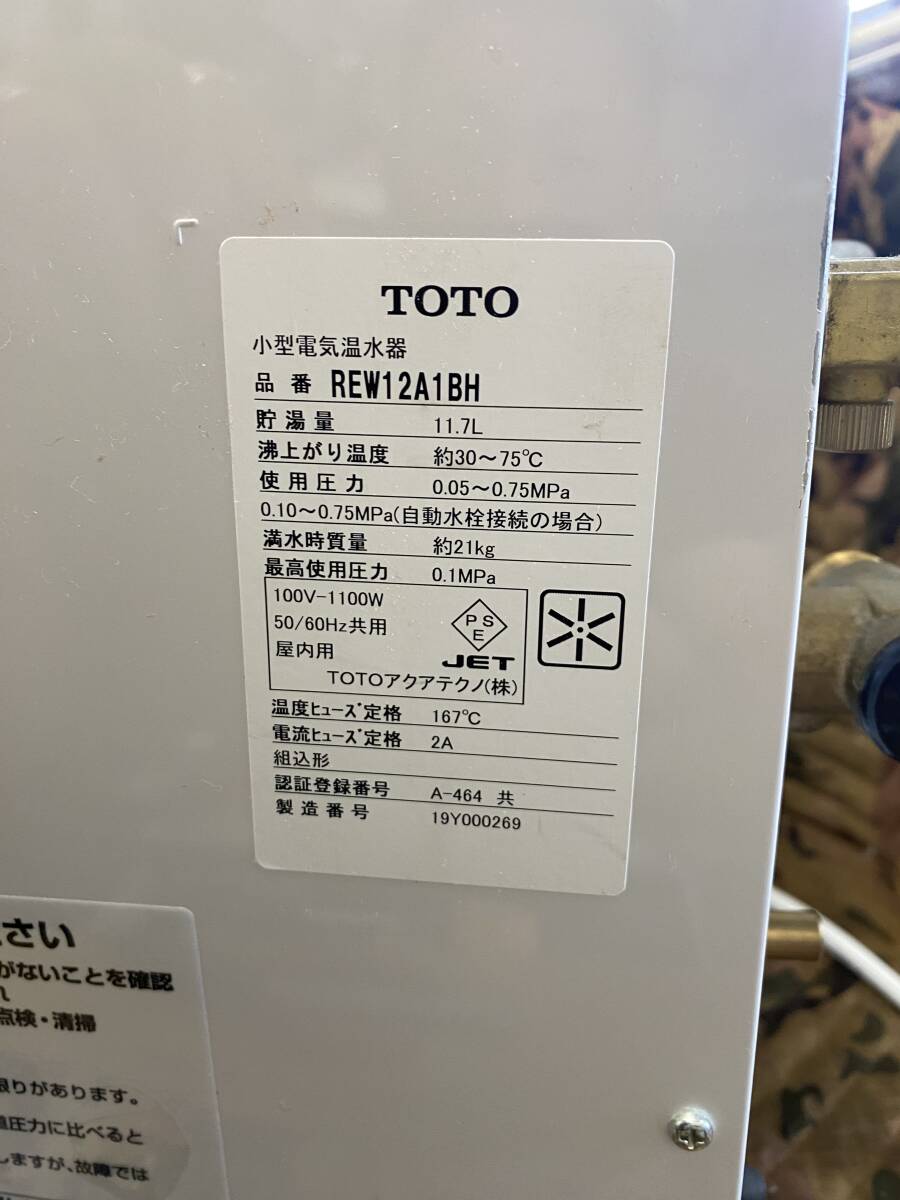 TOTO
小型電気温水器
品番 REW12A1BH
貯湯量 11.7L
沸上がり温度 約30～75℃
使用圧力 0.05～0.75MPa
0.10～0.75MPa(自動水栓接続の場合)
満水時質量 約21kg
最高使用圧力 0.1MPa
100V-1100W
50/60Hz共用
屋内用
PSE
JET
TOTOアクアテクノ(株)
温度ﾋｭｰｽﾞ定格 167℃
電流ﾋｭｰｽﾞ定格 2A
組込形
認証登録番号 A-464 共
製造番号 19Y000269
さい
がないことを確認
れ
点検・清掃
限りがあります。
圧力に比べると
しますが、故障では